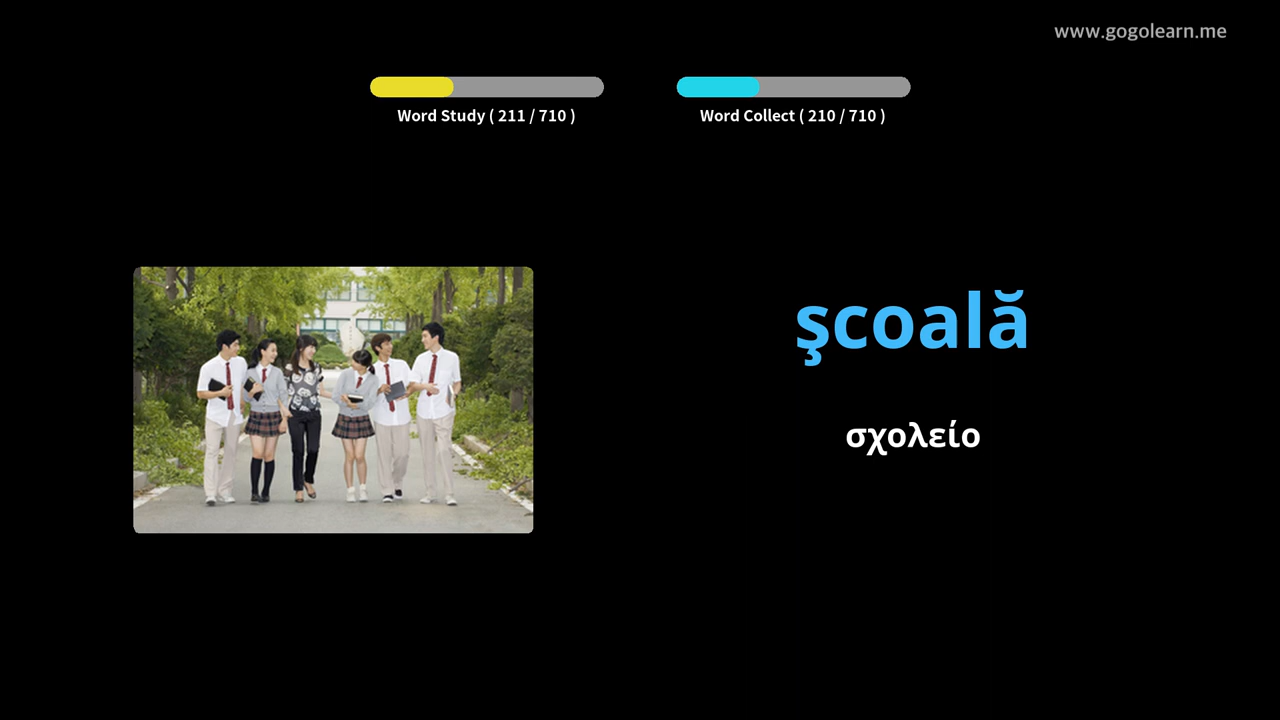 www.gogolearn.me
Word Study ( 211 / 710 )
Word Collect ( 210 / 710 )
şcoală
σχολείο